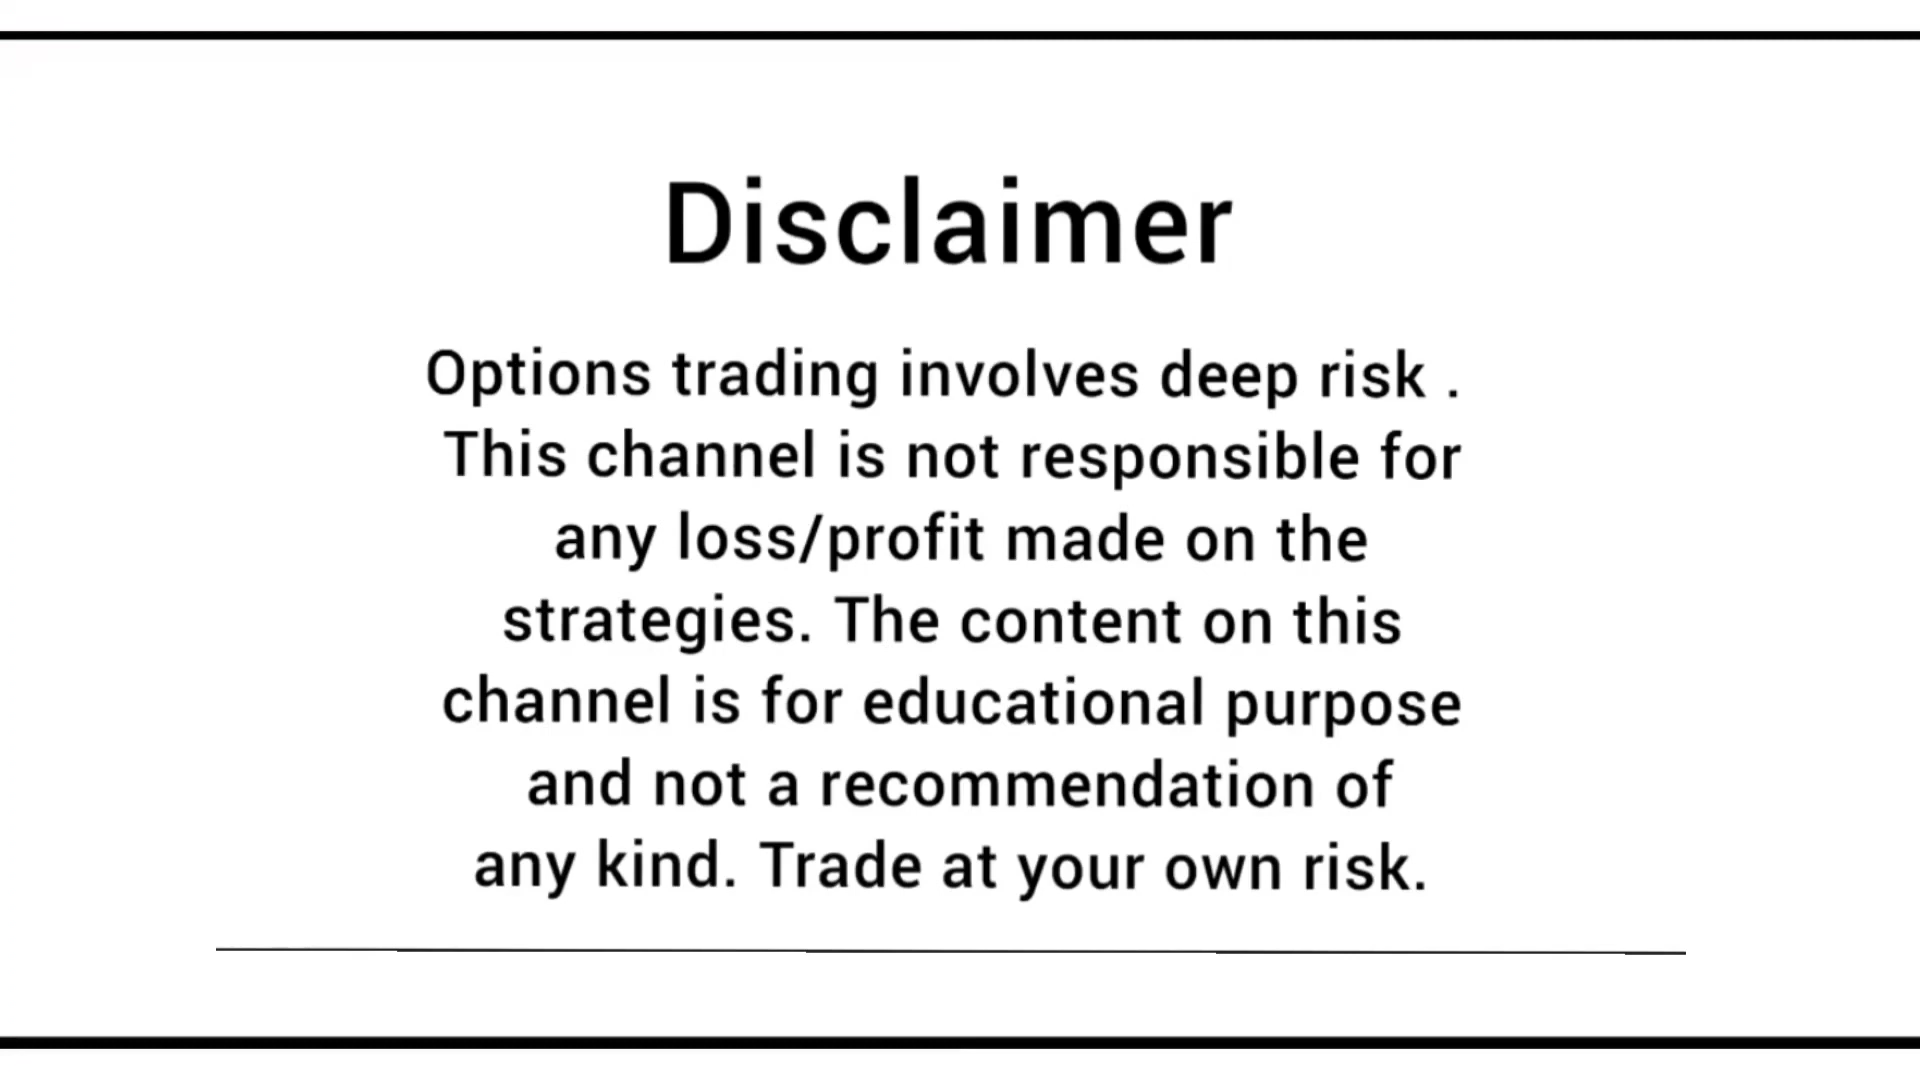 Disclaimer
Options trading involves deep risk .
This channel is not responsible for
any loss/profit made on the
strategies. The content on this
channel is for educational purpose
and not a recommendation of
any kind. Trade at your own risk.